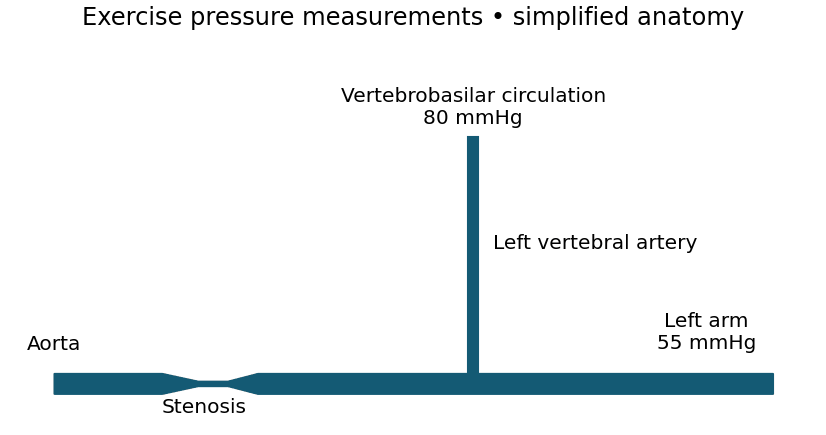 Exercise pressure measurements • simplified anatomy
Vertebrobasilar circulation
80 mmHg
Left vertebral artery
Left arm
55 mmHg
Aorta
Stenosis